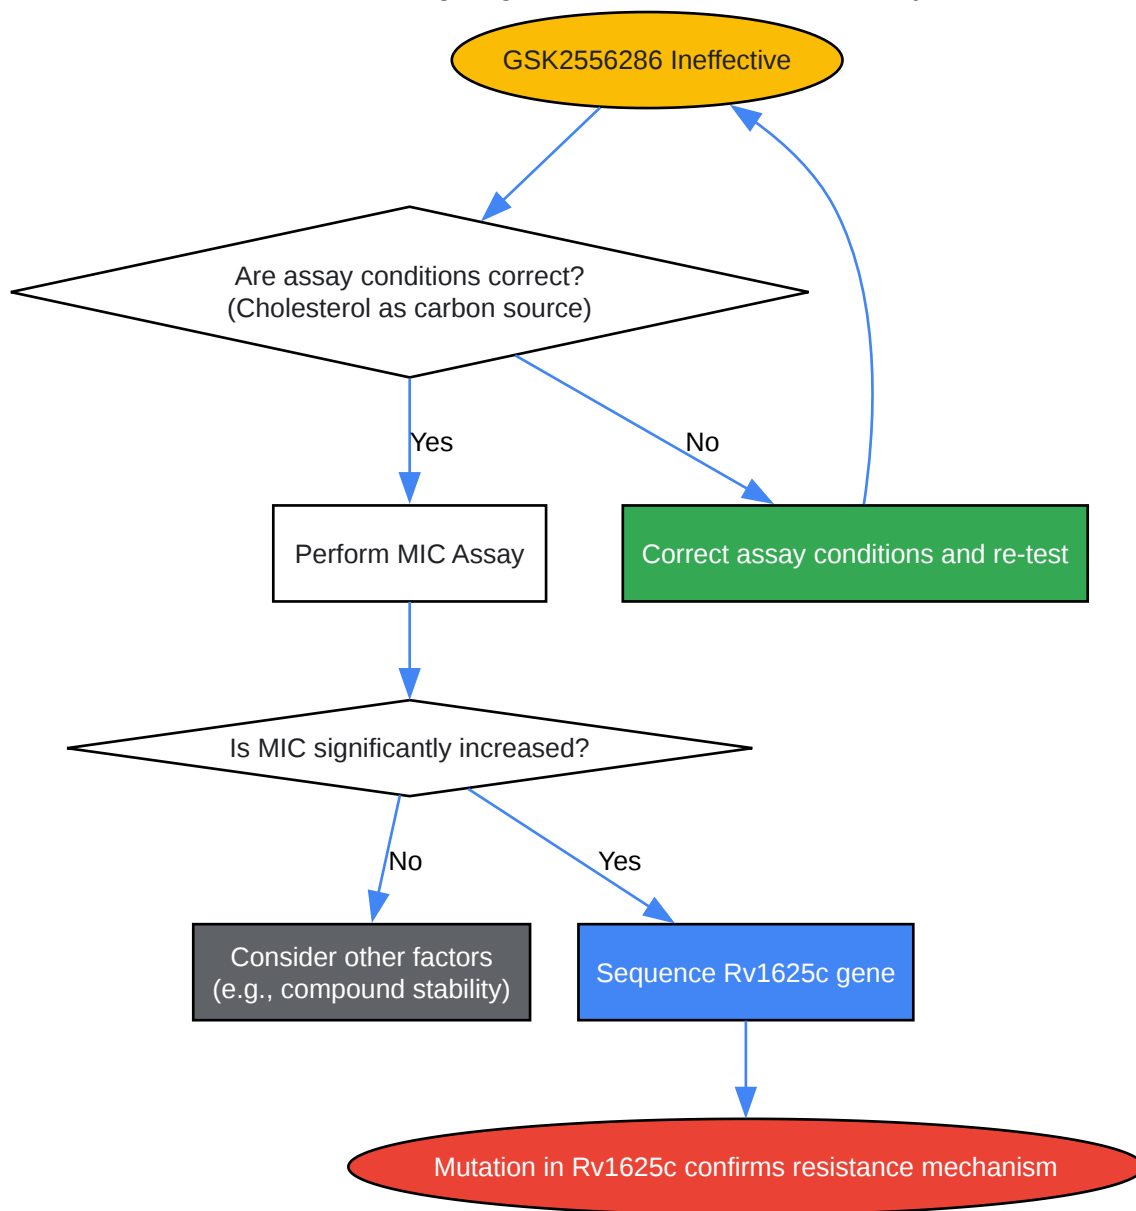 GSK2556286 Ineffective
Are assay conditions correct?
(Cholesterol as carbon source)
Yes
No
Perform MIC Assay
Correct assay conditions and re-test
Is MIC significantly increased?
No
Yes
Consider other factors
(e.g., compound stability)
Sequence Rv1625c gene
Mutation in Rv1625c confirms resistance mechanism